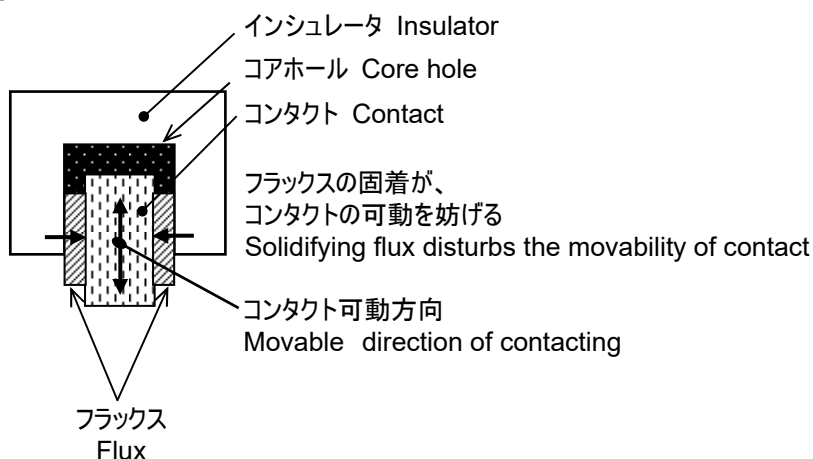 インシュレータ Insulator
コアホール Core hole
コンタクト Contact
フラックスの固着が、
コンタクトの可動を妨げる
Solidifying flux disturbs the movability of contact
コンタクト可動方向
Movable direction of contacting
フラックス
Flux